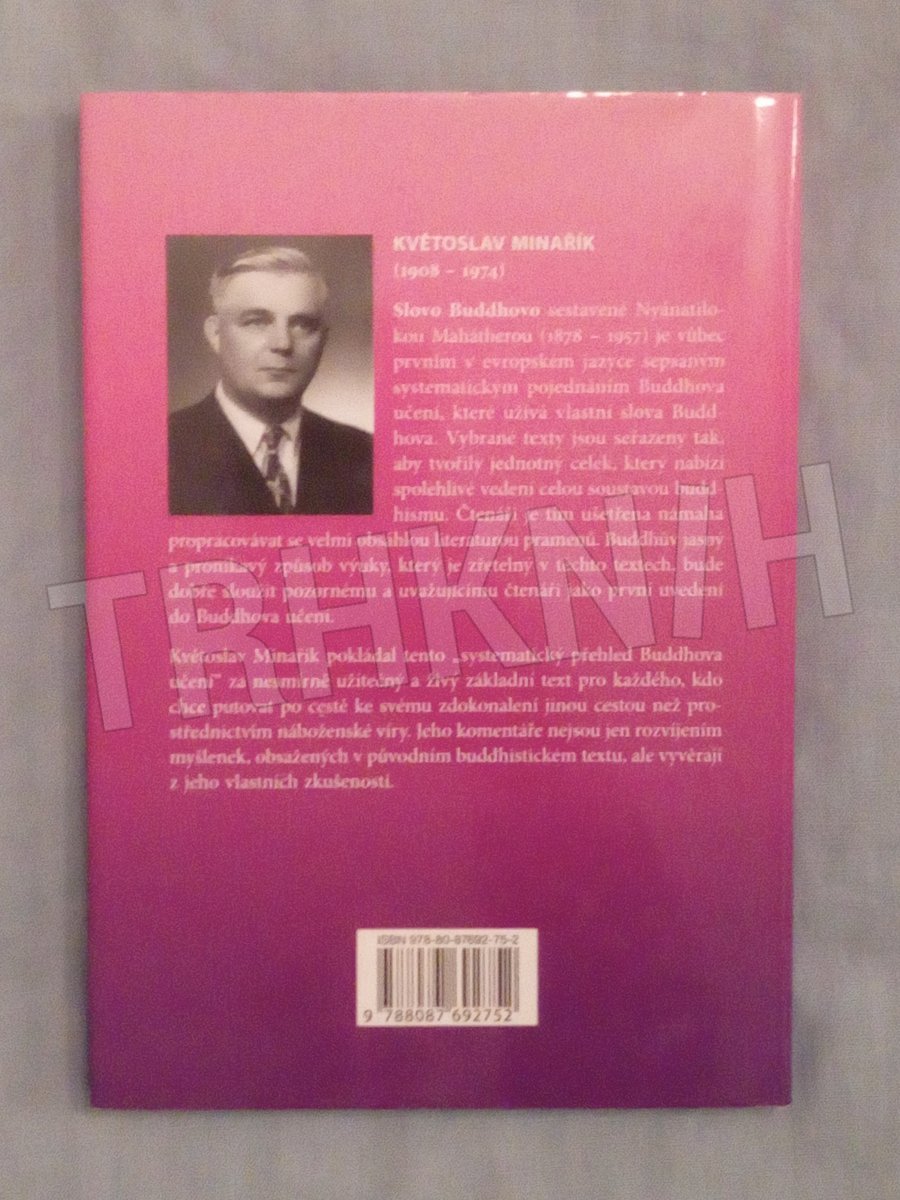 KVĚTOSLAV MINAŘÍK
(1908 – 1974)
Slovo Buddhovo sestavené Nyánatilo-
kou Maháthérou (1878 – 1957) je vůbec
prvním v evropském jazyce sepsaným
systematickým pojednáním Buddhova
učení, které užívá vlastní slova Budd-
hova. Vybrané texty jsou seřazeny tak,
aby tvořily jednotný celek, který nabízí
spolehlivé vedení celou soustavou budd-
hismu. Čtenáři je tím ušetřena námaha
propracovávat se velmi obsáhlou literaturou pramenů. Buddhův jasný
a pronikavý způsob výuky, který je zřetelný v těchto textech, bude
dobře sloužit pozornému a uvažujícímu čtenáři jako první uvedení
do Buddhova učení.
Květoslav Minařík pokládal tento „systematický přehled Buddhova
učení“ za nesmírně užitečný a živý základní text pro každého, kdo
chce putovat po cestě ke svému zdokonalení jinou cestou než pro-
střednictvím náboženské víry. Jeho komentáře nejsou jen rozvíjením
myšlenek, obsažených v původním buddhistickém textu, ale vyvěrají
z jeho vlastních zkušeností.
TRHKNIH
ISBN 978-80-87692-75-2
9 788087 692752